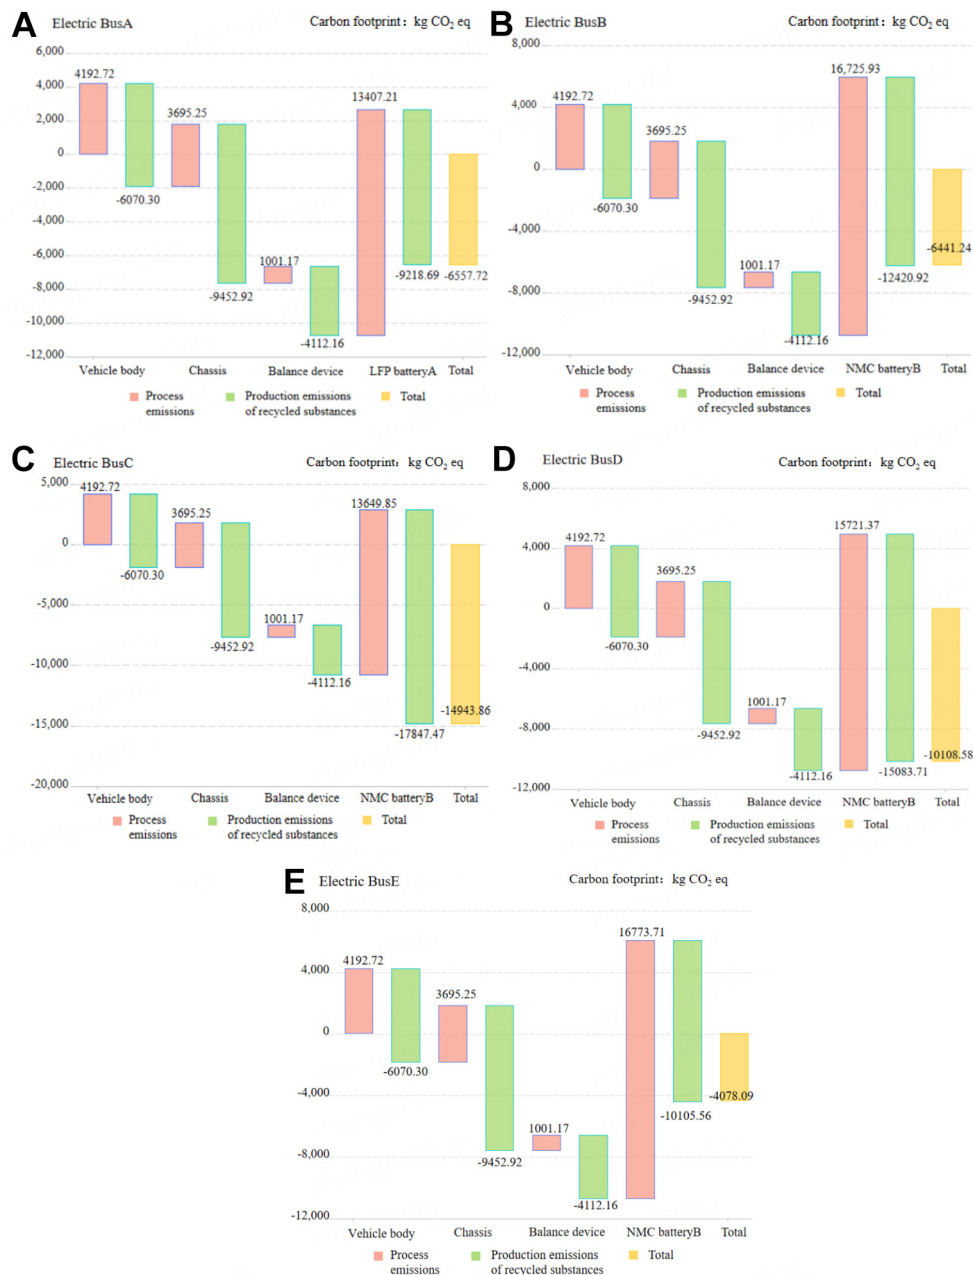 A
Electric BusA
Carbon footprint: kg CO₂ eq
6,000
4,000
2,000
0
-2,000
-4,000
-6,000
-8,000
-10,000
-12,000
4192.72
-6070.30
3695.25
-9452.92
1001.17
-4112.16
13407.21
-9218.69
-6557.72
Vehicle body
Chassis
Balance device
LFP batteryA
Total
Process emissions
Production emissions of recycled substances
Total
B
Electric BusB
Carbon footprint: kg CO₂ eq
8,000
4,000
0
-4,000
-8,000
-12,000
4192.72
-6070.30
3695.25
-9452.92
1001.17
-4112.16
16,725.93
-12420.92
-6441.24
Vehicle body
Chassis
Balance device
NMC batteryB
Total
Process emissions
Production emissions of recycled substances
Total
C
Electric BusC
Carbon footprint: kg CO₂ eq
5,000
0
-5,000
-10,000
-15,000
-20,000
4192.72
-6070.30
3695.25
-9452.92
1001.17
-4112.16
13649.85
-17847.47
-14943.86
Vehicle body
Chassis
Balance device
NMC batteryB
Total
Process emissions
Production emissions of recycled substances
Total
D
Electric BusD
Carbon footprint: kg CO₂ eq
8,000
4,000
0
-4,000
-8,000
-12,000
4192.72
-6070.30
3695.25
-9452.92
1001.17
-4112.16
15721.37
-15083.71
-10108.58
Vehicle body
Chassis
Balance device
NMC batteryB
Total
Process emissions
Production emissions of recycled substances
Total
E
Electric BusE
Carbon footprint: kg CO₂ eq
8,000
4,000
0
-4,000
-8,000
-12,000
4192.72
-6070.30
3695.25
-9452.92
1001.17
-4112.16
16773.71
-10105.56
-4078.09
Vehicle body
Chassis
Balance device
NMC batteryB
Total
Process emissions
Production emissions of recycled substances
Total